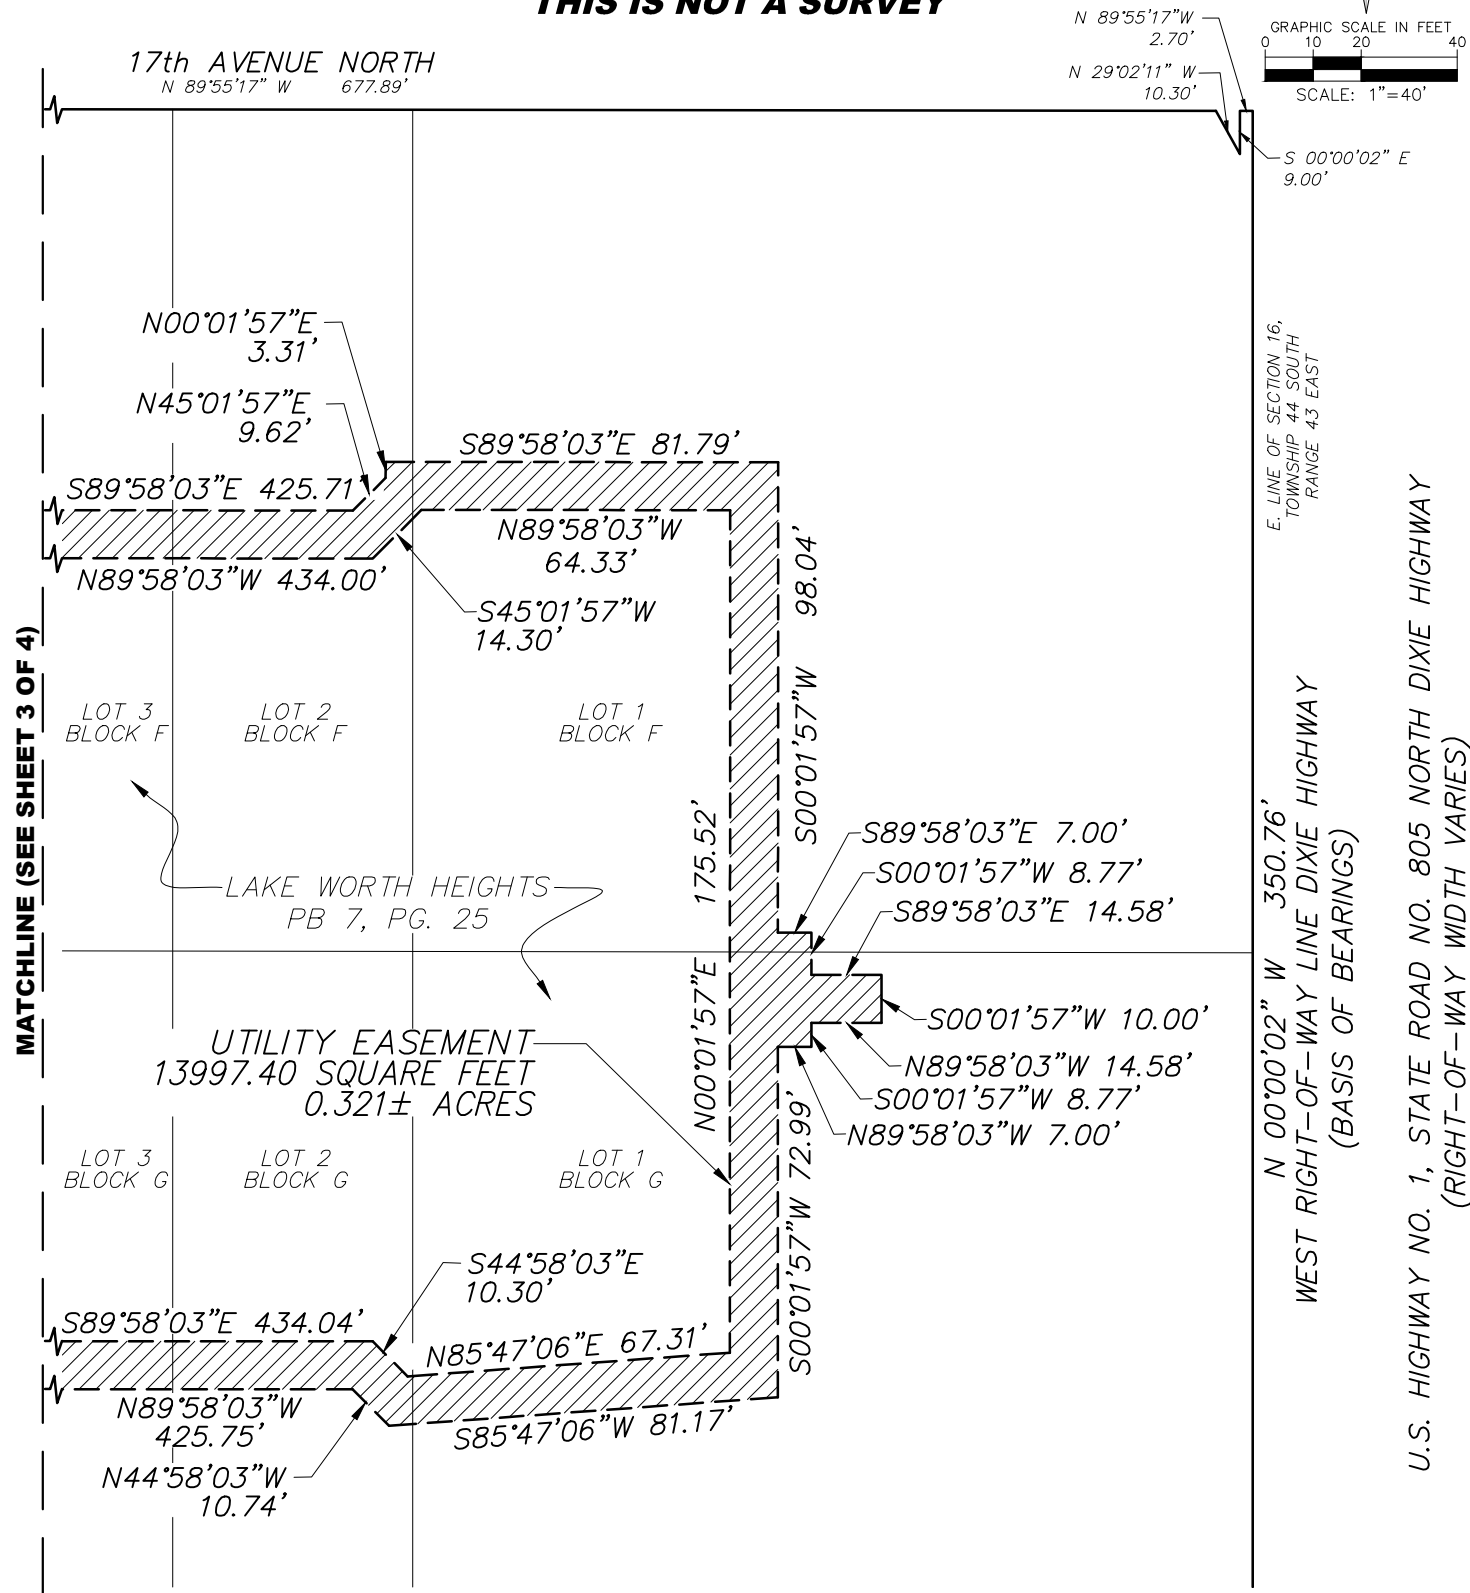 THIS IS NOT A SURVEY
N 89°55'17"W
2.70'
GRAPHIC SCALE IN FEET
0 10 20 40
SCALE: 1"=40'
17th AVENUE NORTH
N 89°55'17" W 677.89'
N 29°02'11" W
10.30'
S 00°00'02" E
9.00'
N00°01'57"E
3.31'
N45°01'57"E
9.62'
S89°58'03"E 81.79'
S89°58'03"E 425.71'
N89°58'03"W
64.33'
N89°58'03"W 434.00'
S45°01'57"W
14.30'
S00°01'57"W 98.04'
E. LINE OF SECTION 16,
TOWNSHIP 44 SOUTH
RANGE 43 EAST
MATCHLINE (SEE SHEET 3 OF 4)
LOT 3
BLOCK F
LOT 2
BLOCK F
LOT 1
BLOCK F
N00°01'57"E 175.52'
S89°58'03"E 7.00'
S00°01'57"W 8.77'
S89°58'03"E 14.58'
LAKE WORTH HEIGHTS
PB 7, PG. 25
S00°01'57"W 10.00'
N89°58'03"W 14.58'
S00°01'57"W 8.77'
N89°58'03"W 7.00'
UTILITY EASEMENT
13997.40 SQUARE FEET
0.321± ACRES
S00°01'57"W 72.99'
N 00°00'02" W 350.76'
WEST RIGHT-OF-WAY LINE DIXIE HIGHWAY
(BASIS OF BEARINGS)
U.S. HIGHWAY NO. 1, STATE ROAD NO. 805 NORTH DIXIE HIGHWAY
(RIGHT-OF-WAY WIDTH VARIES)
LOT 3
BLOCK G
LOT 2
BLOCK G
LOT 1
BLOCK G
S44°58'03"E
10.30'
S89°58'03"E 434.04'
N85°47'06"E 67.31'
N89°58'03"W
425.75'
S85°47'06"W 81.17'
N44°58'03"W
10.74'